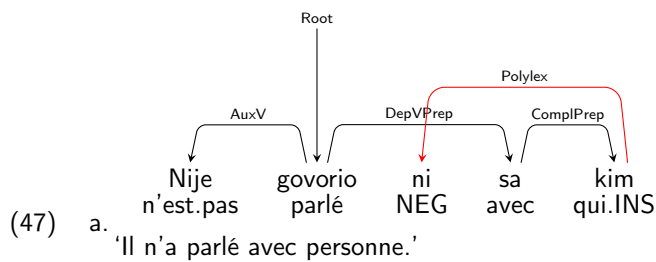 Root
Polylex
AuxV DepVPrep ComplPrep
Nije govorio ni sa kim
n'est.pas parlé NEG avec qui.INS
(47) a.
'Il n'a parlé avec personne.'